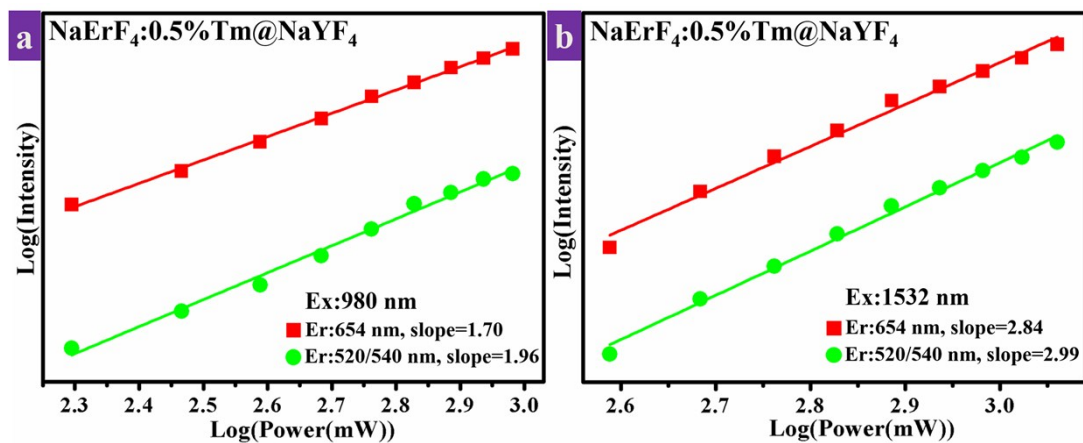 a
NaErF4:0.5%Tm@NaYF4
Log(Intensity)
Ex:980 nm
Er:654 nm, slope=1.70
Er:520/540 nm, slope=1.96
2.3 2.4 2.5 2.6 2.7 2.8 2.9 3.0
Log(Power(mW))
b
NaErF4:0.5%Tm@NaYF4
Log(Intensity)
Ex:1532 nm
Er:654 nm, slope=2.84
Er:520/540 nm, slope=2.99
2.6 2.7 2.8 2.9 3.0
Log(Power(mW))